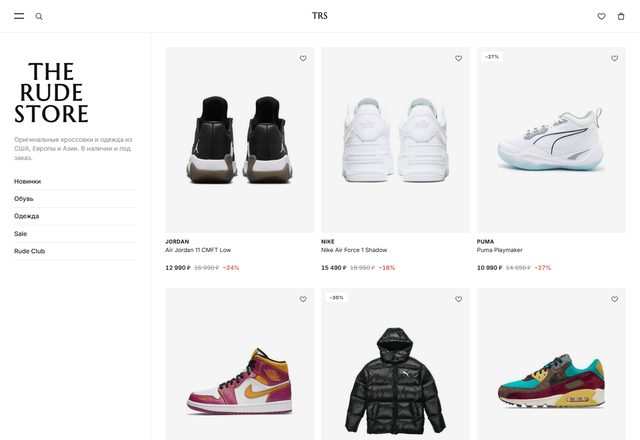 TRS
THE
RUDE
STORE
Оригинальные кроссовки и одежда из
США, Европы и Азии. В наличии и под
заказ.
Новинки
Обувь
Одежда
Sale
Rude Club
JORDAN
Air Jordan 11 CMFT Low
12 990 ₽ 16 990 ₽ −24%
NIKE
Nike Air Force 1 Shadow
15 490 ₽ 18 990 ₽ −18%
−27%
PUMA
Puma Playmaker
10 990 ₽ 14 990 ₽ −27%
−30%